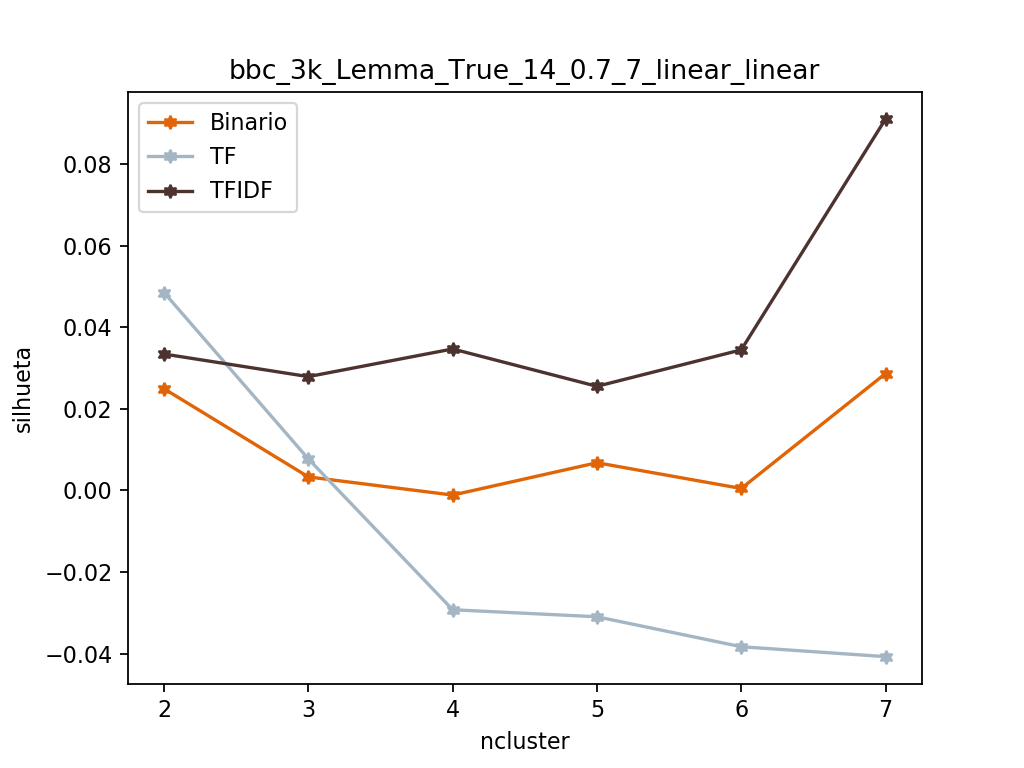 bbc_3k_Lemma_True_14_0.7_7_linear_linear
Binario
TF
TFIDF
0.08
0.06
0.04
0.02
0.00
−0.02
−0.04
silhueta
2 3 4 5 6 7
ncluster